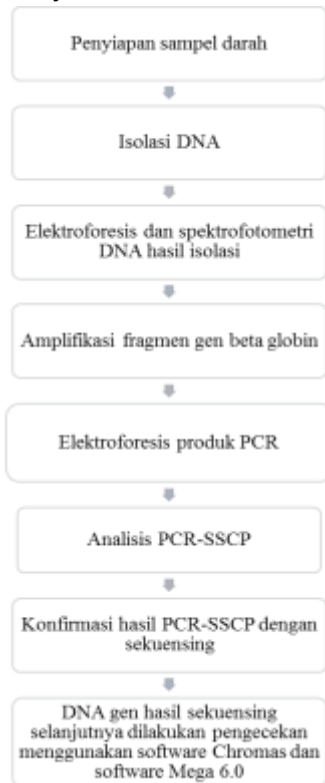 Penyiapan sampel darah
Isolasi DNA
Elektroforesis dan spektrofotometri
DNA hasil isolasi
Amplifikasi fragmen gen beta globin
Elektroforesis produk PCR
Analisis PCR-SSCP
Konfirmasi hasil PCR-SSCP dengan
sekuensing
DNA gen hasil sekuensing
selanjutnya dilakukan pengecekan
menggunakan software Chromas dan
software Mega 6.0